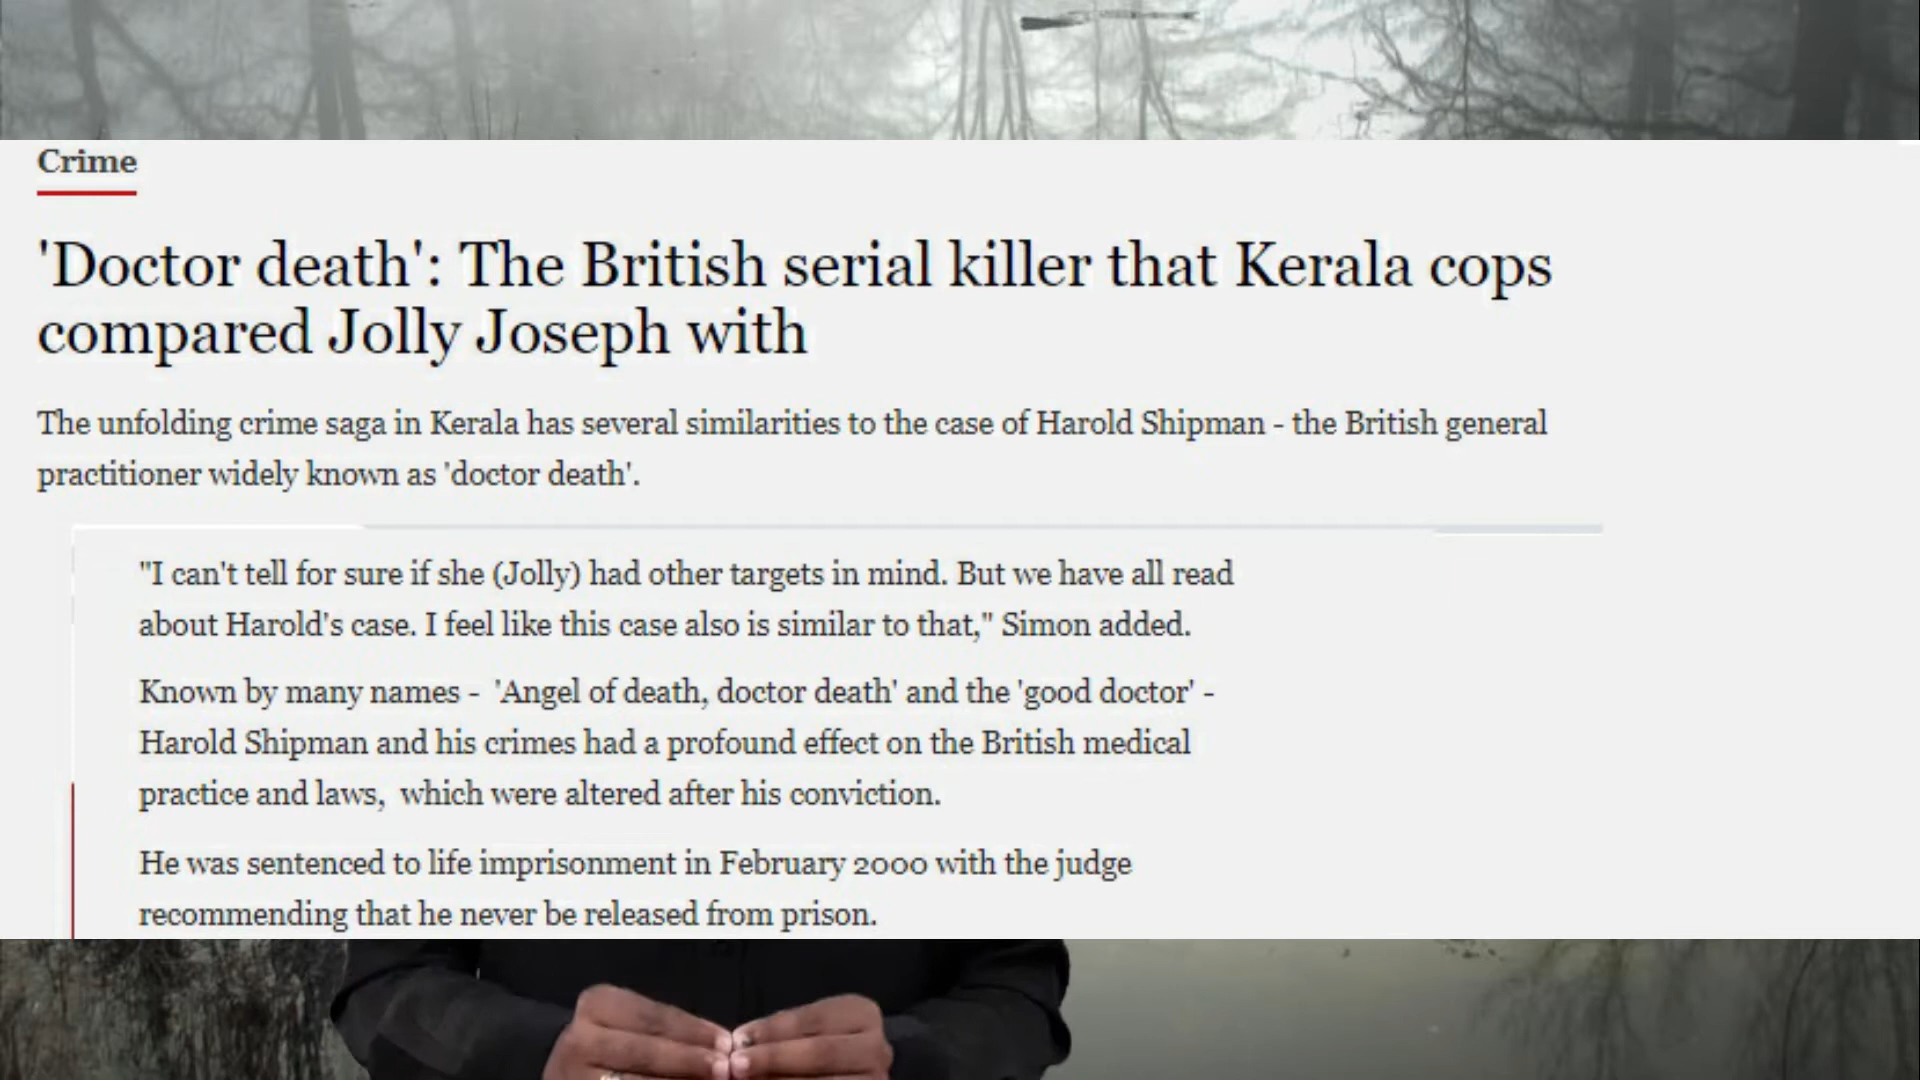 Crime
'Doctor death': The British serial killer that Kerala cops
compared Jolly Joseph with
The unfolding crime saga in Kerala has several similarities to the case of Harold Shipman - the British general
practitioner widely known as 'doctor death'.
"I can't tell for sure if she (Jolly) had other targets in mind. But we have all read
about Harold's case. I feel like this case also is similar to that," Simon added.
Known by many names -  'Angel of death, doctor death' and the 'good doctor' -
Harold Shipman and his crimes had a profound effect on the British medical
practice and laws,  which were altered after his conviction.
He was sentenced to life imprisonment in February 2000 with the judge
recommending that he never be released from prison.